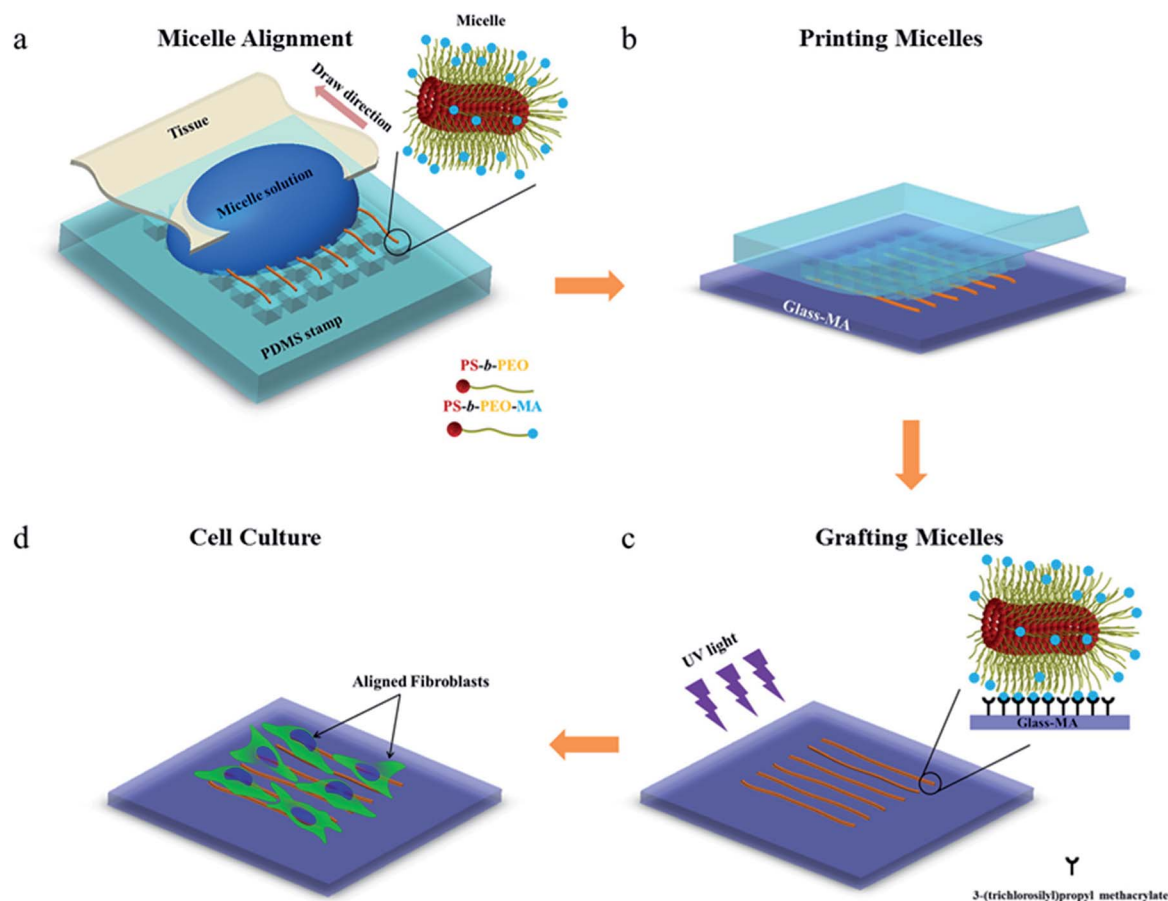 a
Micelle Alignment
Micelle
Draw direction
Tissue
Micelle solution
PDMS stamp
PS-b-PEO
PS-b-PEO-MA
b
Printing Micelles
Glass-MA
d
Cell Culture
Aligned Fibroblasts
c
Grafting Micelles
UV light
Glass-MA
3-(trichlorosilyl)propyl methacrylate